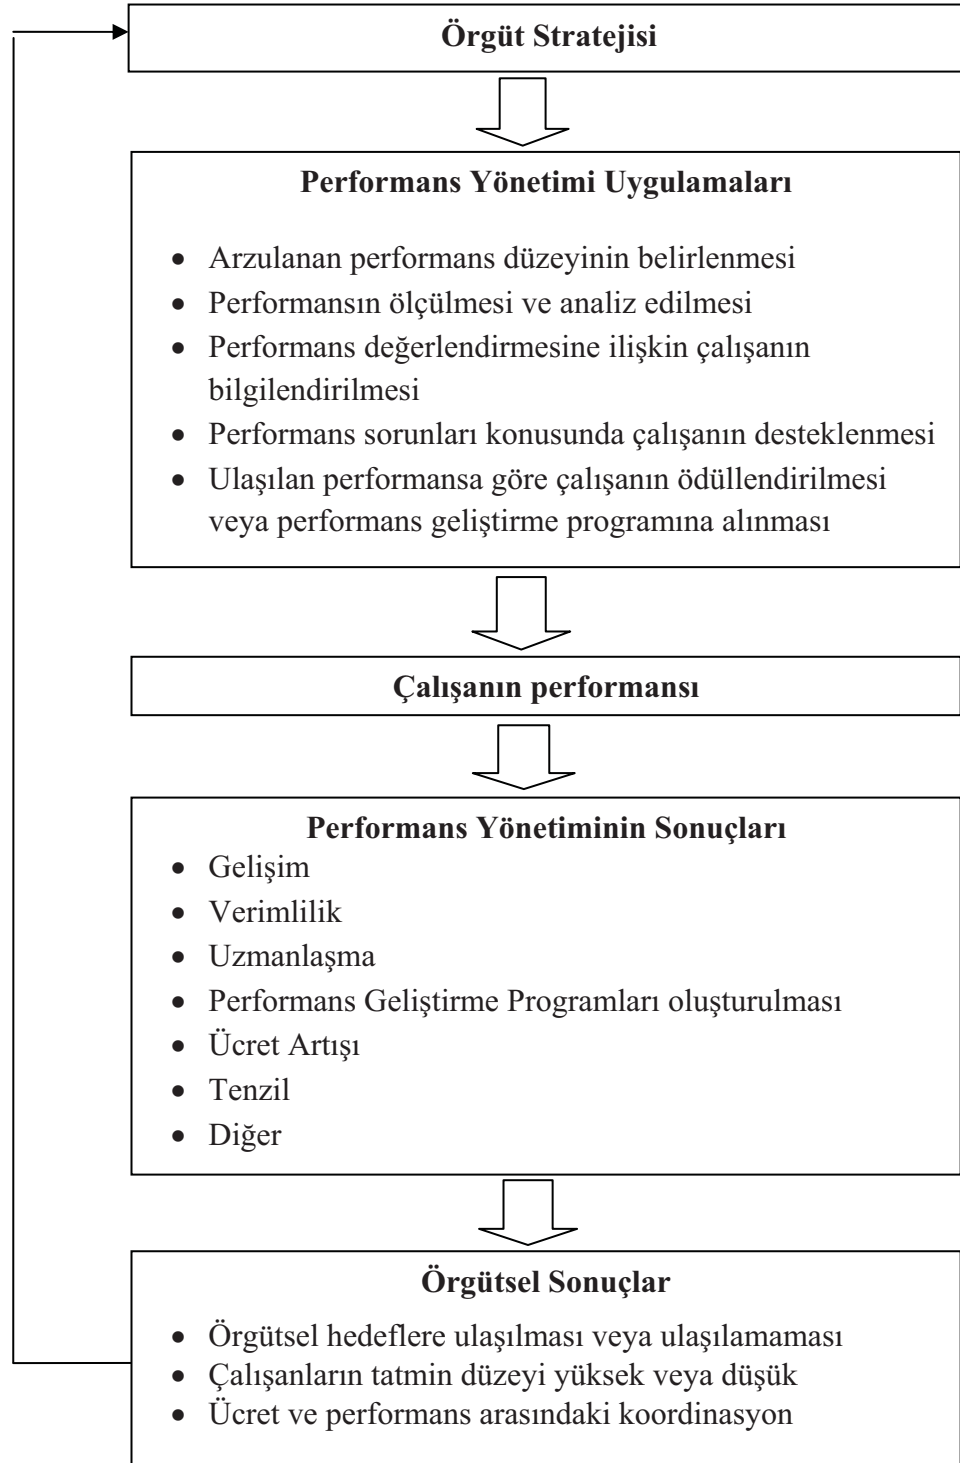 Örgüt Stratejisi
Performans Yönetimi Uygulamaları
• Arzulanan performans düzeyinin belirlenmesi
• Performansın ölçülmesi ve analiz edilmesi
• Performans değerlendirmesine ilişkin çalışanın
bilgilendirilmesi
• Performans sorunları konusunda çalışanın desteklenmesi
• Ulaşılan performansa göre çalışanın ödüllendirilmesi
veya performans geliştirme programına alınması
Çalışanın performansı
Performans Yönetiminin Sonuçları
• Gelişim
• Verimlilik
• Uzmanlaşma
• Performans Geliştirme Programları oluşturulması
• Ücret Artışı
• Tenzil
• Diğer
Örgütsel Sonuçlar
• Örgütsel hedeflere ulaşılması veya ulaşılamaması
• Çalışanların tatmin düzeyi yüksek veya düşük
• Ücret ve performans arasındaki koordinasyon